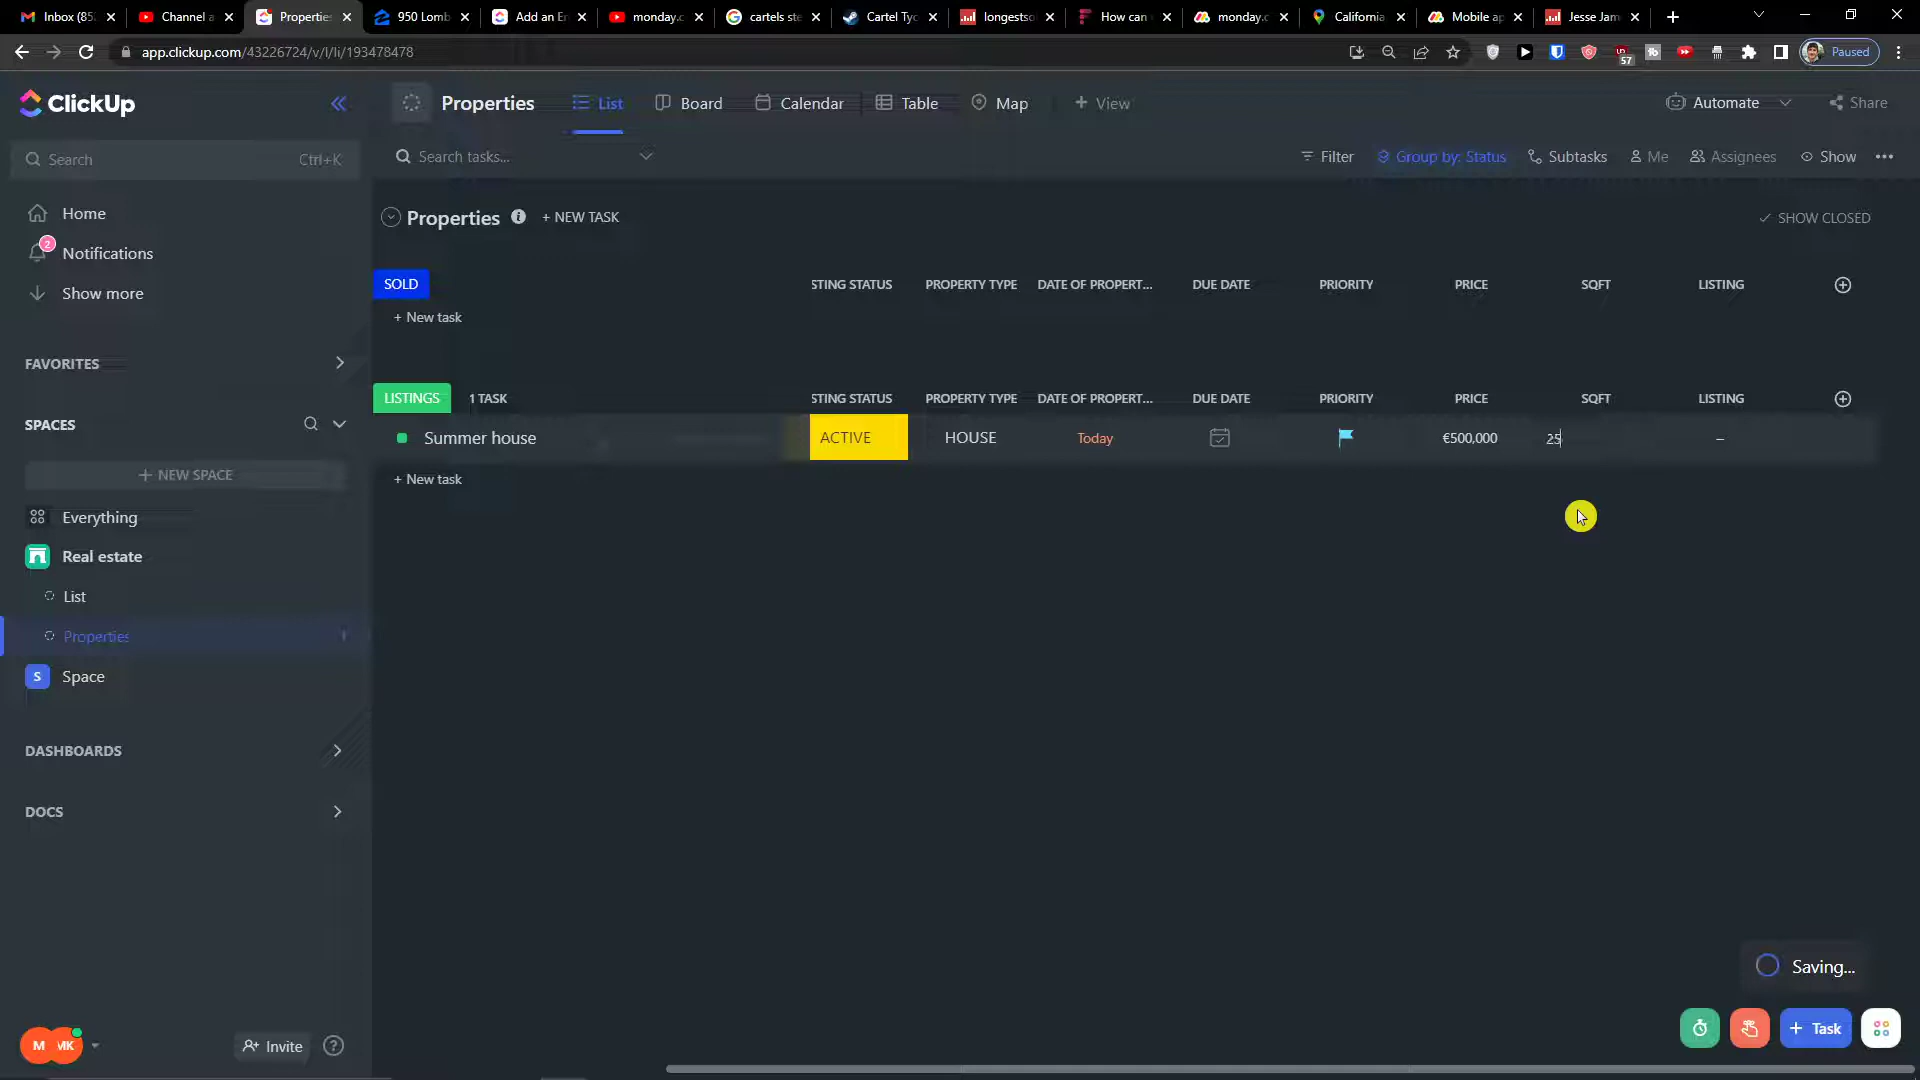 Inbox (85
Channel a
Properties
950 Lomb
Add an E
monday.c
cartels ste
Cartel Tyc
longestso
How can
monday.c
California
Mobile ap
Jesse Jam
app.clickup.com/43226724/v/l/li/193478478
57
Paused
ClickUp
Properties
List
Board
Calendar
Table
Map
+ View
Automate
Share
Search
Ctrl+K
Search tasks...
Filter
Group by: Status
Subtasks
Me
Assignees
Show
Home
2
Notifications
Show more
Properties
+ NEW TASK
SHOW CLOSED
SOLD
STING STATUS
PROPERTY TYPE
DATE OF PROPERT...
DUE DATE
PRIORITY
PRICE
SQFT
LISTING
+ New task
FAVORITES
LISTINGS
1 TASK
STING STATUS
PROPERTY TYPE
DATE OF PROPERT...
DUE DATE
PRIORITY
PRICE
SQFT
LISTING
SPACES
Summer house
ACTIVE
HOUSE
Today
€500,000
25
–
+ NEW SPACE
+ New task
Everything
Real estate
List
Properties
1
S
Space
DASHBOARDS
DOCS
Saving...
M
MK
Invite
?
+ Task